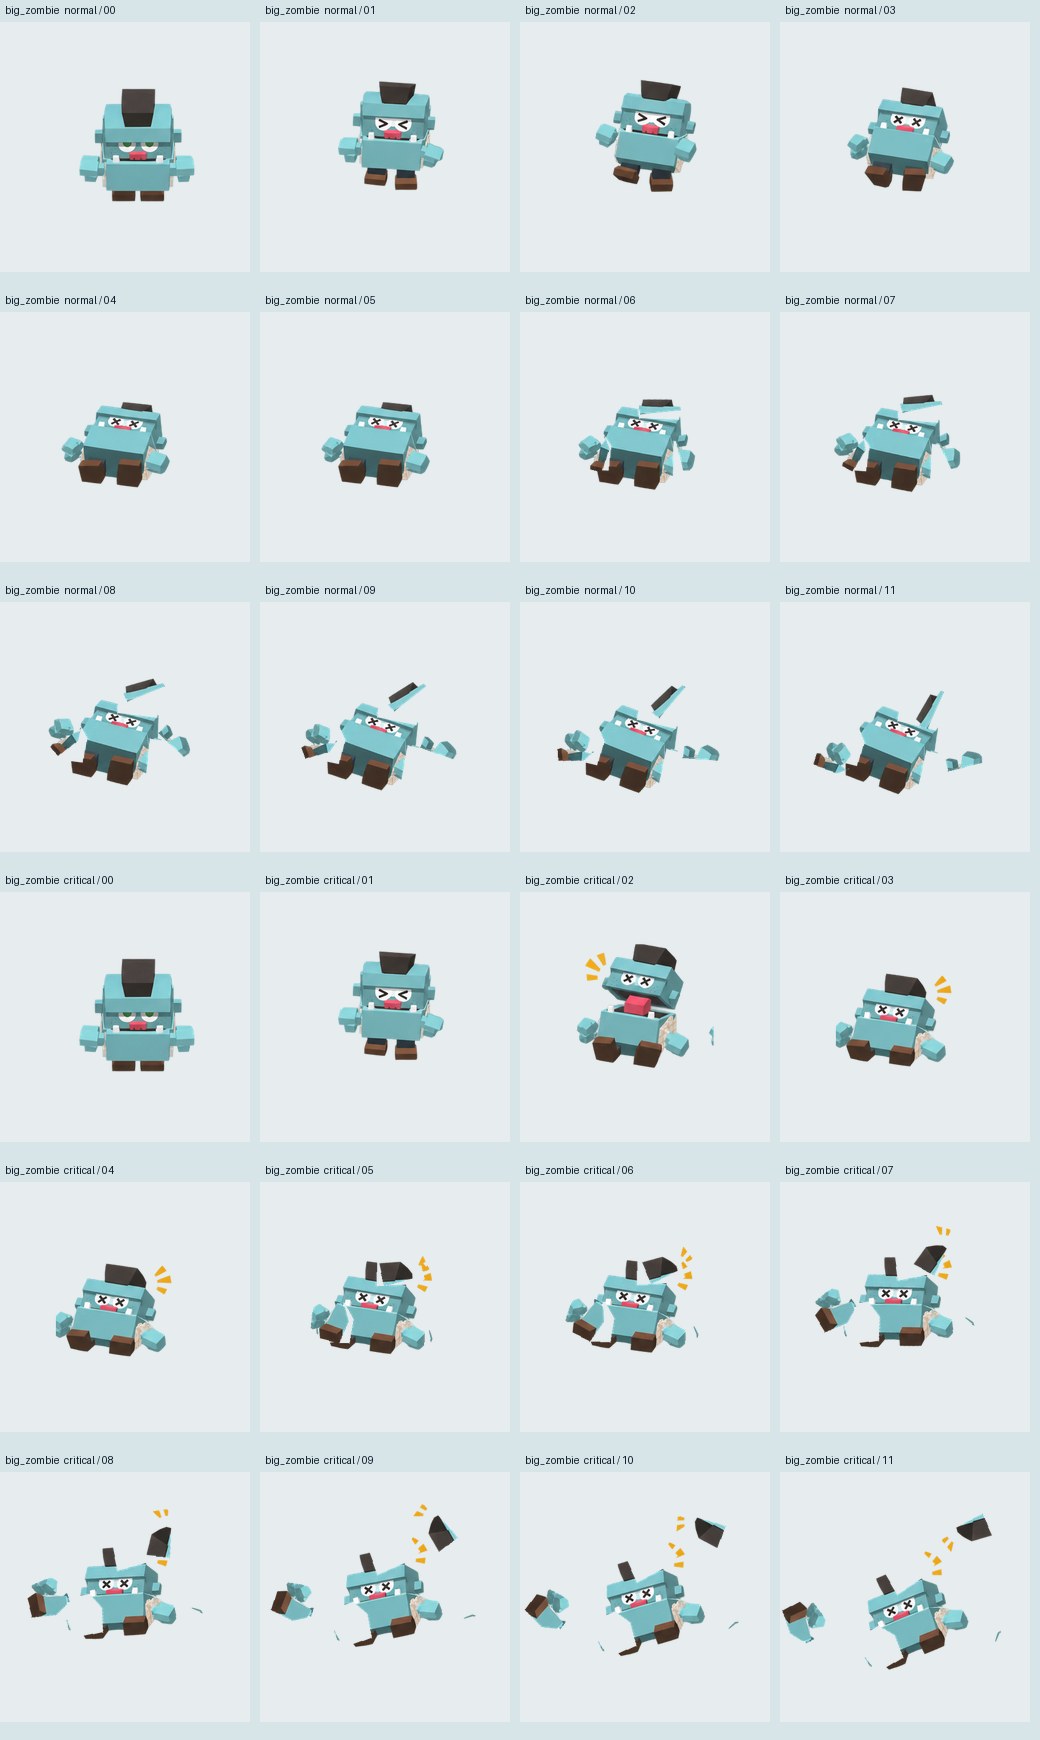 big_zombie normal/00
big_zombie normal/01
big_zombie normal/02
big_zombie normal/03
big_zombie normal/04
big_zombie normal/05
big_zombie normal/06
big_zombie normal/07
big_zombie normal/08
big_zombie normal/09
big_zombie normal/10
big_zombie normal/11
big_zombie critical/00
big_zombie critical/01
big_zombie critical/02
big_zombie critical/03
big_zombie critical/04
big_zombie critical/05
big_zombie critical/06
big_zombie critical/07
big_zombie critical/08
big_zombie critical/09
big_zombie critical/10
big_zombie critical/11